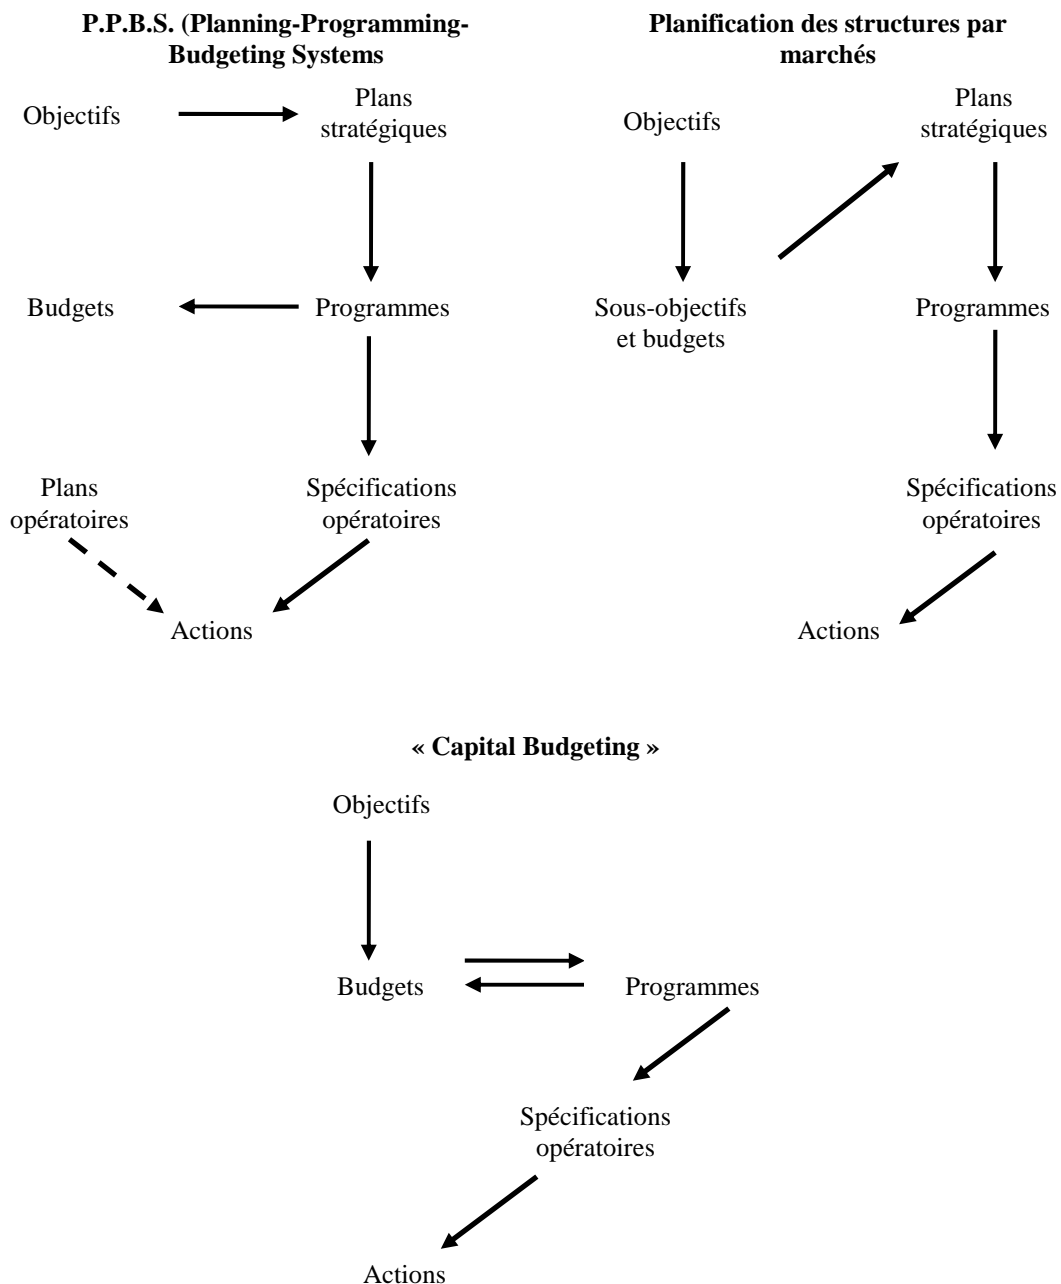 P.P.B.S. (Planning-Programming-
Budgeting Systems
Objectifs
Plans
stratégiques
Budgets
Programmes
Plans
opératoires
Spécifications
opératoires
Actions
Planification des structures par
marchés
Objectifs
Plans
stratégiques
Sous-objectifs
et budgets
Programmes
Spécifications
opératoires
Actions
« Capital Budgeting »
Objectifs
Budgets
Programmes
Spécifications
opératoires
Actions